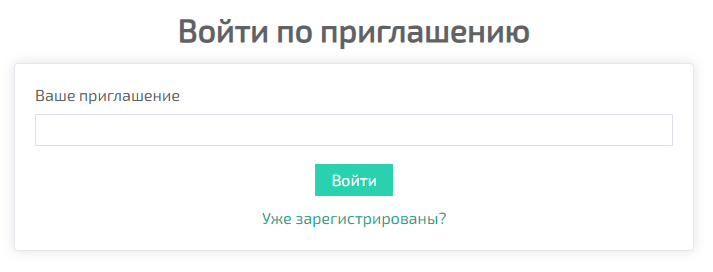 Войти по приглашению
Ваше приглашение
Войти
Уже зарегистрированы?